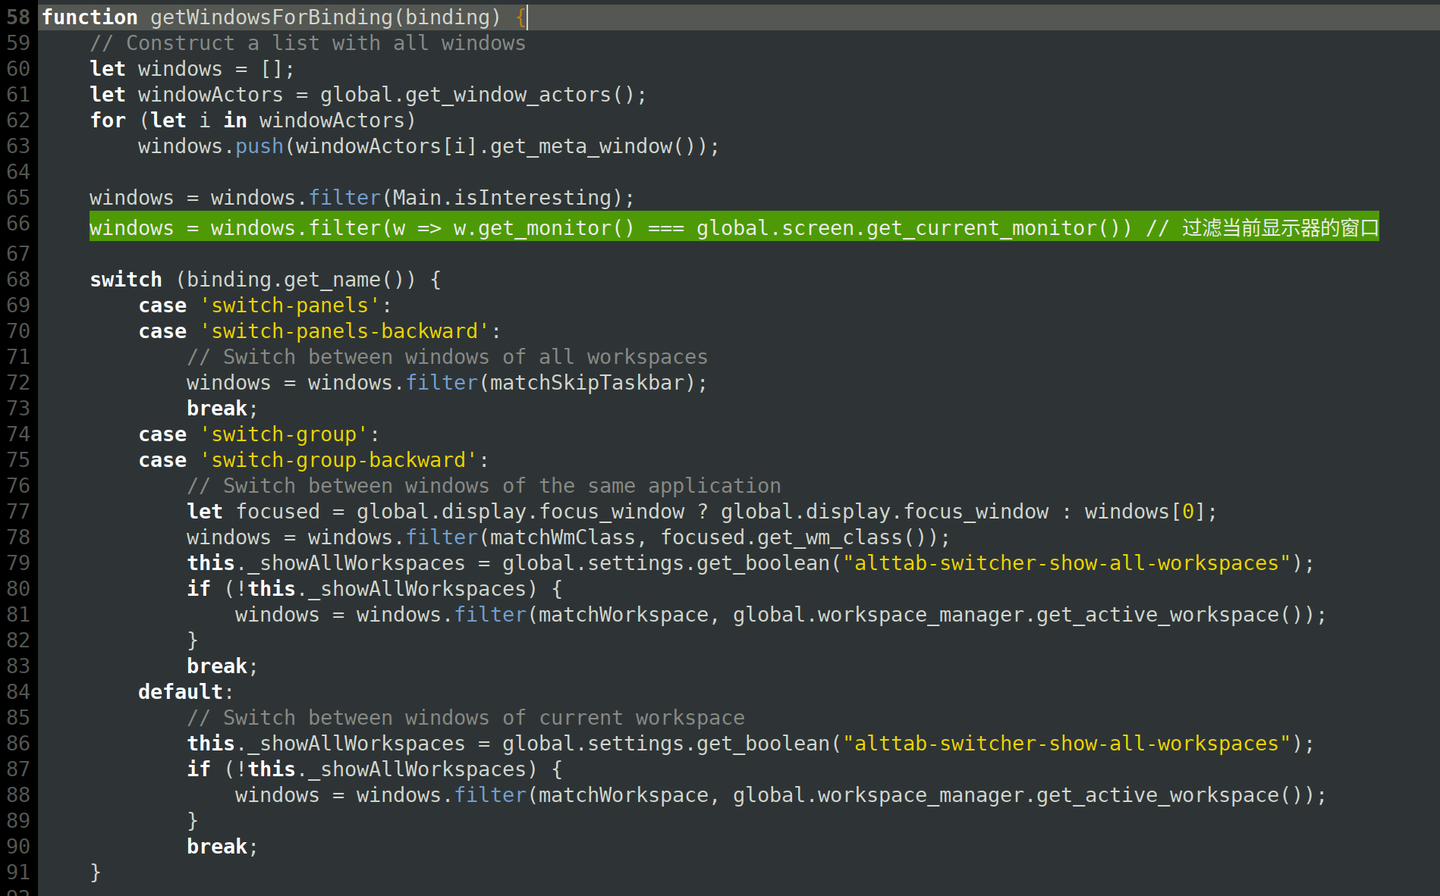 58 function getWindowsForBinding(binding) {
59     // Construct a list with all windows
60     let windows = [];
61     let windowActors = global.get_window_actors();
62     for (let i in windowActors)
63         windows.push(windowActors[i].get_meta_window());
64
65     windows = windows.filter(Main.isInteresting);
66     windows = windows.filter(w => w.get_monitor() === global.screen.get_current_monitor()) // 过滤当前显示器的窗口
67
68     switch (binding.get_name()) {
69         case 'switch-panels':
70         case 'switch-panels-backward':
71             // Switch between windows of all workspaces
72             windows = windows.filter(matchSkipTaskbar);
73             break;
74         case 'switch-group':
75         case 'switch-group-backward':
76             // Switch between windows of the same application
77             let focused = global.display.focus_window ? global.display.focus_window : windows[0];
78             windows = windows.filter(matchWmClass, focused.get_wm_class());
79             this._showAllWorkspaces = global.settings.get_boolean("alttab-switcher-show-all-workspaces");
80             if (!this._showAllWorkspaces) {
81                 windows = windows.filter(matchWorkspace, global.workspace_manager.get_active_workspace());
82             }
83             break;
84         default:
85             // Switch between windows of current workspace
86             this._showAllWorkspaces = global.settings.get_boolean("alttab-switcher-show-all-workspaces");
87             if (!this._showAllWorkspaces) {
88                 windows = windows.filter(matchWorkspace, global.workspace_manager.get_active_workspace());
89             }
90             break;
91     }